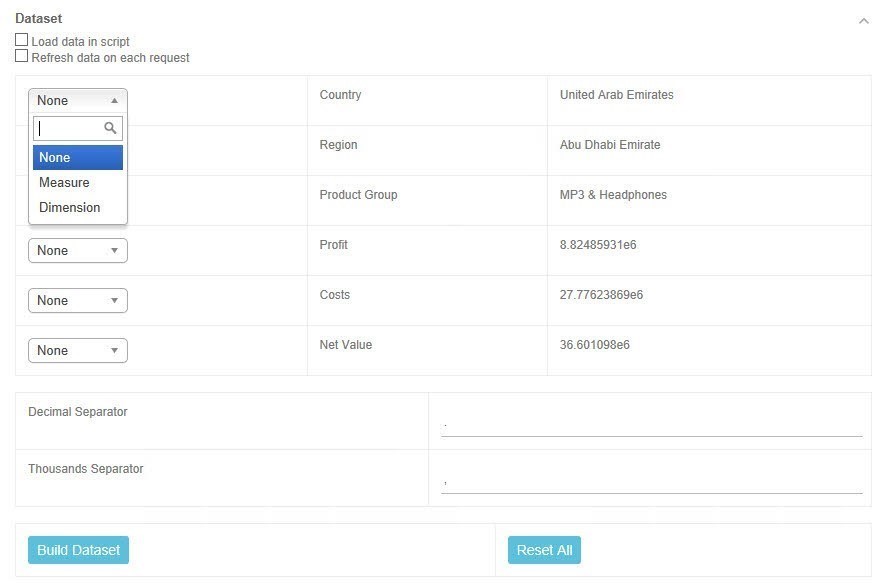 Dataset
Load data in script
Refresh data on each request
None Country United Arab Emirates
Region Abu Dhabi Emirate
None
Measure
Dimension
Product Group MP3 & Headphones
None Profit 8.82485931e6
None Costs 27.77623869e6
None Net Value 36.601098e6
Decimal Separator .
Thousands Separator ,
Build Dataset Reset All